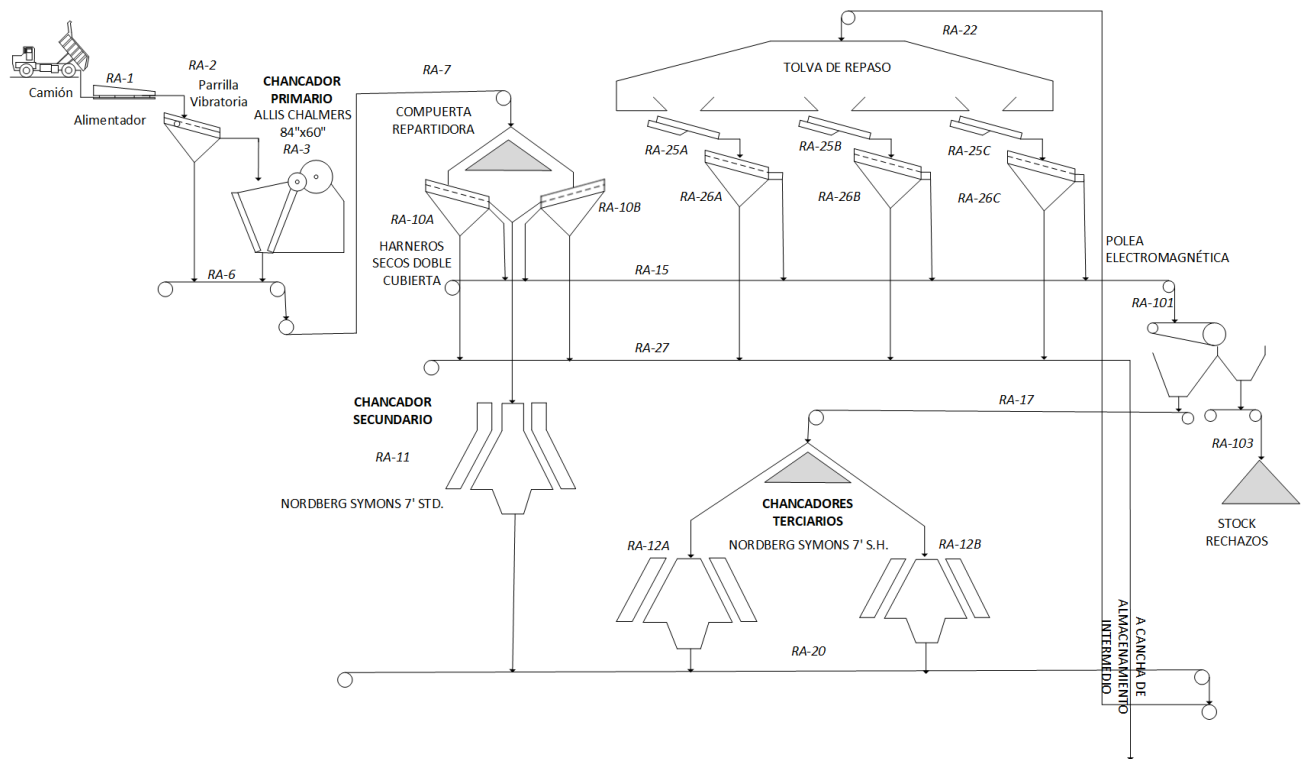 RA-22
RA-2
RA-1
RA-7
TOLVA DE REPASO
Camión
Parrilla
Vibratoria
CHANCADOR
PRIMARIO
ALLIS CHALMERS
84"x60"
RA-3
Alimentador
COMPUERTA
REPARTIDORA
RA-25A
RA-25B
RA-25C
RA-26A
RA-26B
RA-26C
RA-10A
RA-10B
HARNEROS
SECOS DOBLE
CUBIERTA
POLEA
ELECTROMAGNÉTICA
RA-6
RA-15
RA-101
RA-27
CHANCADOR
SECUNDARIO
RA-17
RA-11
RA-103
NORDBERG SYMONS 7' STD.
CHANCADORES
TERCIARIOS
NORDBERG SYMONS 7' S.H.
RA-12A
RA-12B
STOCK
RECHAZOS
RA-20
A CANCHA DE
ALMACENAMIENTO
INTERMEDIO